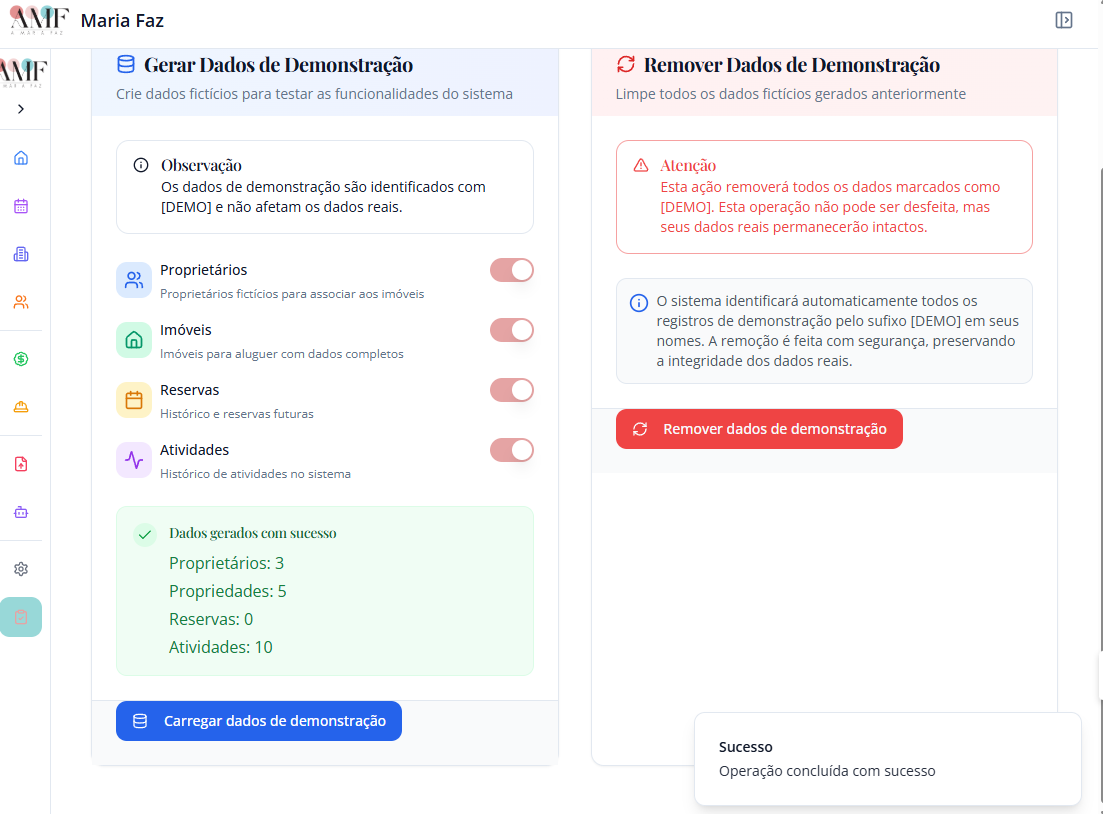 AMF
A MAR A FAZ
Maria Faz
AMF
MAR A FAZ
Gerar Dados de Demonstração
Crie dados fictícios para testar as funcionalidades do sistema
Observação
Os dados de demonstração são identificados com
[DEMO] e não afetam os dados reais.
Proprietários
Proprietários fictícios para associar aos imóveis
Imóveis
Imóveis para aluguer com dados completos
Reservas
Histórico e reservas futuras
Atividades
Histórico de atividades no sistema
Dados gerados com sucesso
Proprietários: 3
Propriedades: 5
Reservas: 0
Atividades: 10
Carregar dados de demonstração
Remover Dados de Demonstração
Limpe todos os dados fictícios gerados anteriormente
Atenção
Esta ação removerá todos os dados marcados como
[DEMO]. Esta operação não pode ser desfeita, mas
seus dados reais permanecerão intactos.
O sistema identificará automaticamente todos os
registros de demonstração pelo sufixo [DEMO] em seus
nomes. A remoção é feita com segurança, preservando
a integridade dos dados reais.
Remover dados de demonstração
Sucesso
Operação concluída com sucesso